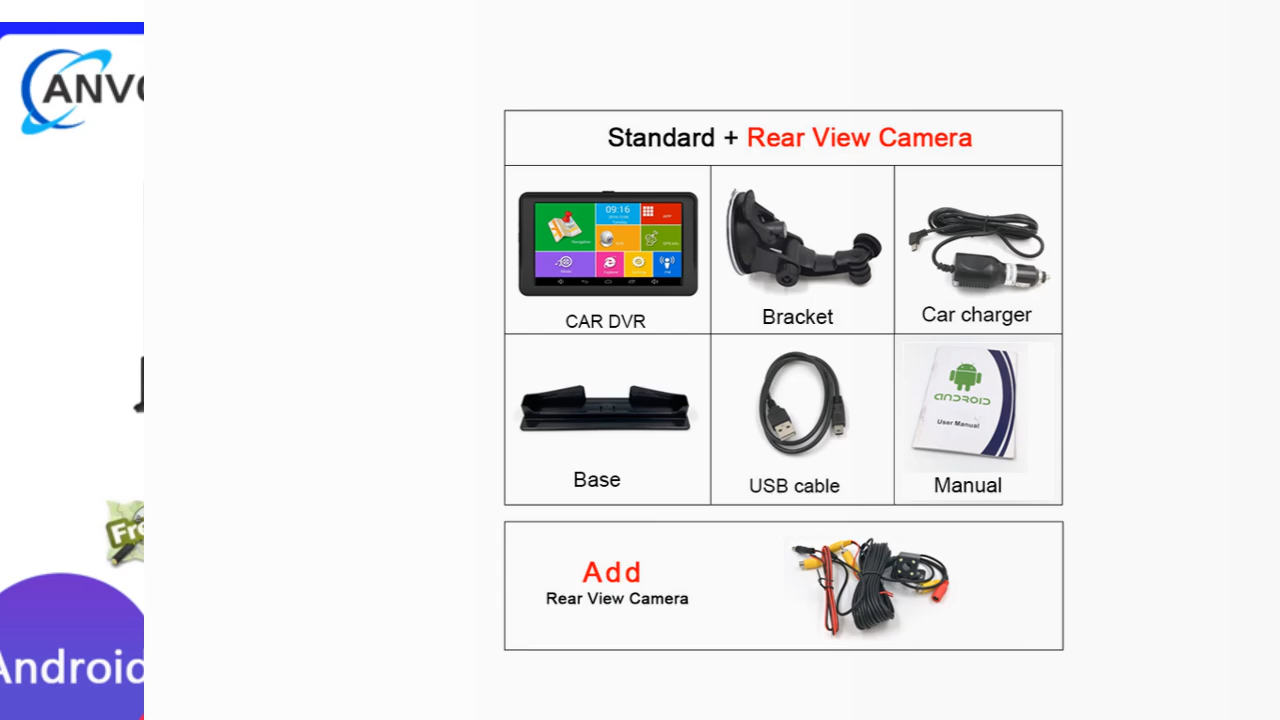 ANV
Standard + Rear View Camera
09:16
CAR DVR
Bracket
Car charger
ANDROID
User Manual
Base
USB cable
Manual
Fre
Add
Rear View Camera
Android